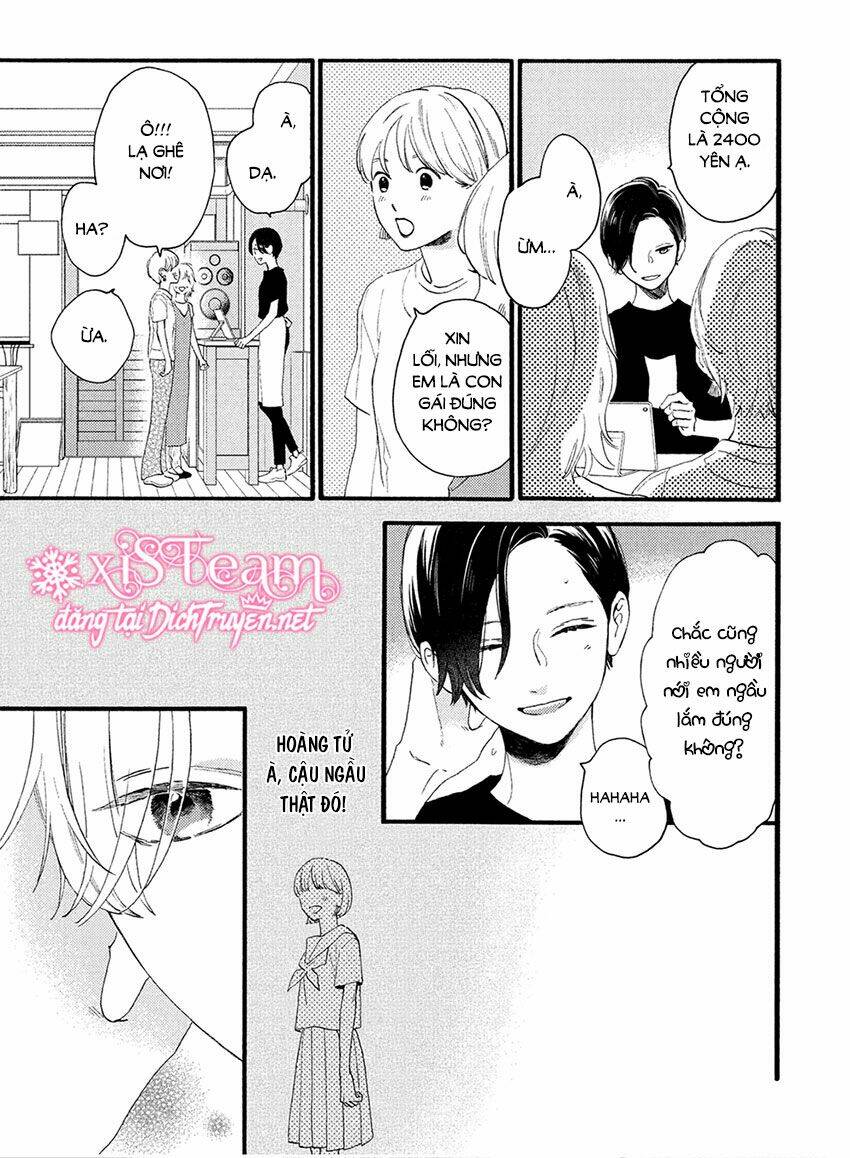 TỔNG
CỘNG
LÀ 2400
YÊN Ạ.
À,
ỪM...
XIN
LỖI, NHƯNG
EM LÀ CON
GÁI ĐÚNG
KHÔNG?
À,
DẠ.
Ô!!!
LẠ GHÊ
NƠI!
HA?
ỪA.
xiSTeam
đăng tại DichTruyen.net
Chắc cũng
nhiều người
nói em ngầu
lắm đúng
không?
HAHAHA
...
HOÀNG TỬ
À, CẬU NGẦU
THẬT ĐÓ!